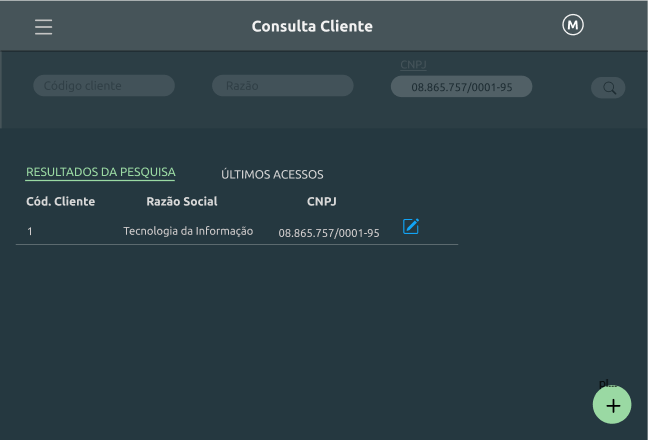 Consulta Cliente
M
CNPJ
Código cliente
Razão
08.865.757/0001-95
RESULTADOS DA PESQUISA
ÚLTIMOS ACESSOS
Cód. Cliente
Razão Social
CNPJ
1
Tecnologia da Informação
08.865.757/0001-95
pl...
+